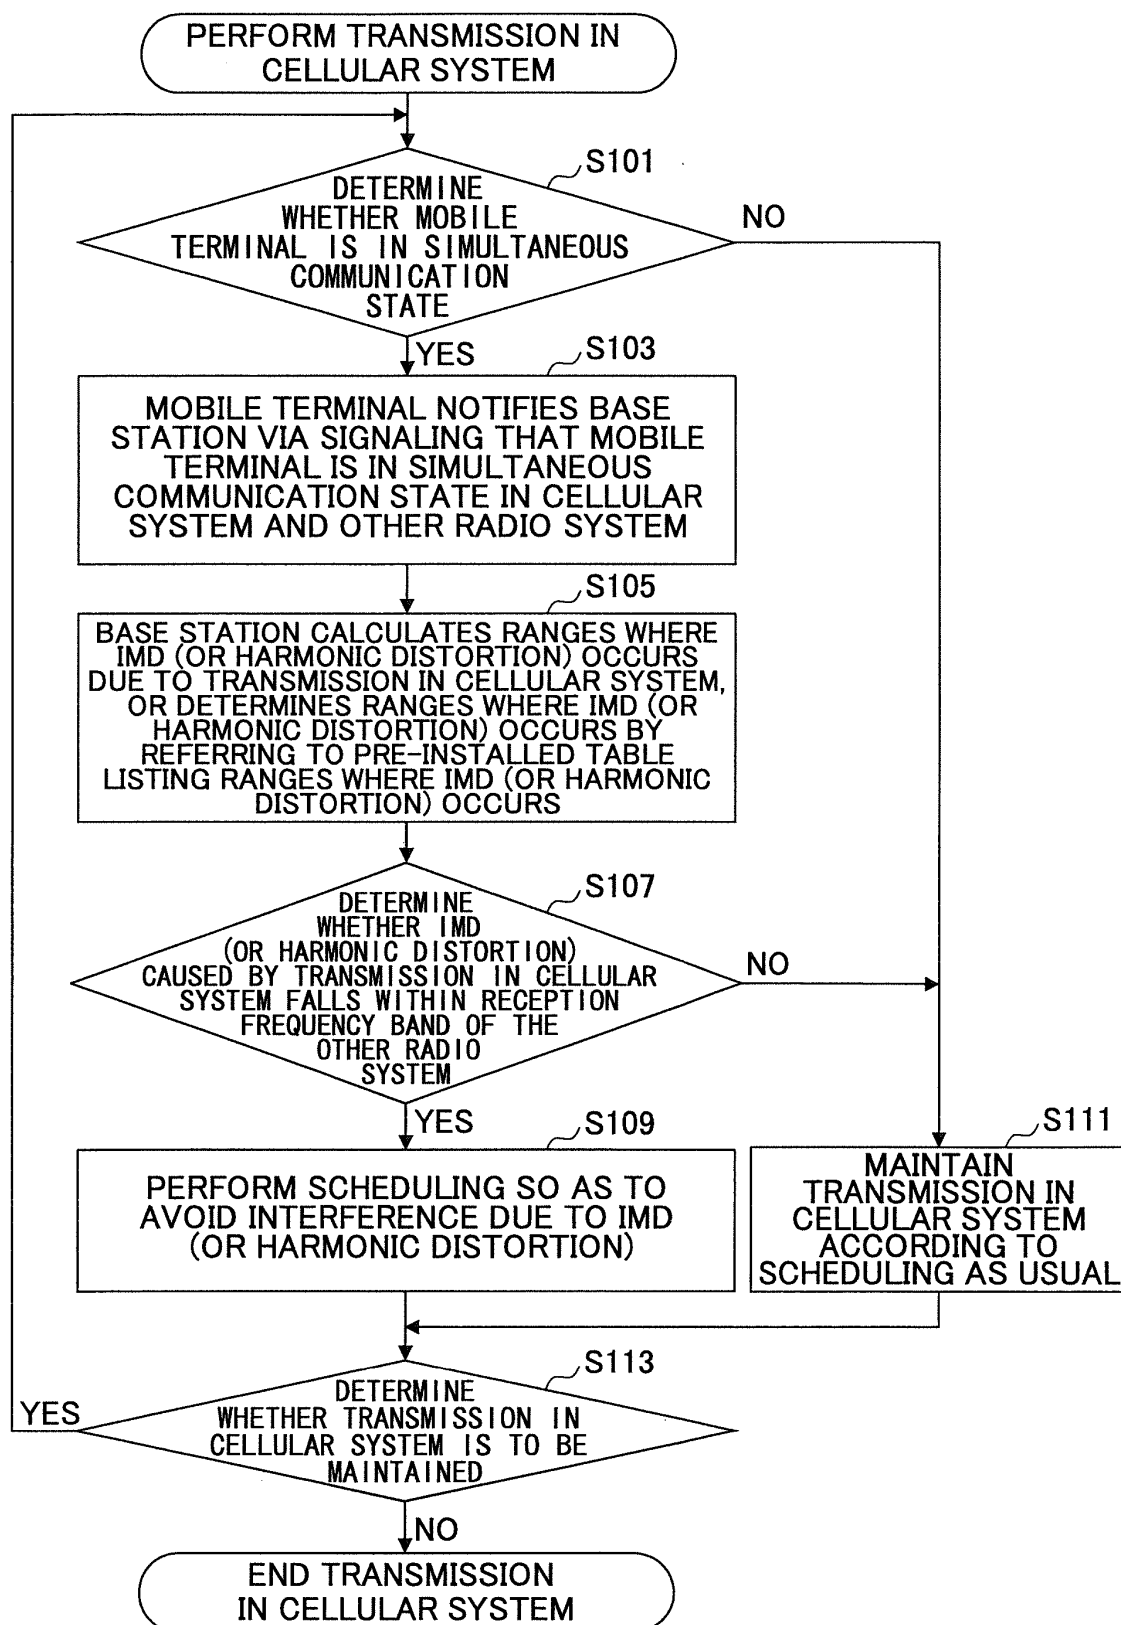 PERFORM TRANSMISSION IN
CELLULAR SYSTEM
S101
DETERMINE
WHETHER MOBILE
TERMINAL IS IN SIMULTANEOUS
COMMUNICATION
STATE
NO
YES
S103
MOBILE TERMINAL NOTIFIES BASE
STATION VIA SIGNALING THAT MOBILE
TERMINAL IS IN SIMULTANEOUS
COMMUNICATION STATE IN CELLULAR
SYSTEM AND OTHER RADIO SYSTEM
S105
BASE STATION CALCULATES RANGES WHERE
IMD (OR HARMONIC DISTORTION) OCCURS
DUE TO TRANSMISSION IN CELLULAR SYSTEM,
OR DETERMINES RANGES WHERE IMD (OR
HARMONIC DISTORTION) OCCURS BY
REFERRING TO PRE-INSTALLED TABLE
LISTING RANGES WHERE IMD (OR HARMONIC
DISTORTION) OCCURS
S107
DETERMINE
WHETHER IMD
(OR HARMONIC DISTORTION)
CAUSED BY TRANSMISSION IN CELLULAR
SYSTEM FALLS WITHIN RECEPTION
FREQUENCY BAND OF THE
OTHER RADIO
SYSTEM
NO
YES
S109
PERFORM SCHEDULING SO AS TO
AVOID INTERFERENCE DUE TO IMD
(OR HARMONIC DISTORTION)
S111
MAINTAIN
TRANSMISSION IN
CELLULAR SYSTEM
ACCORDING TO
SCHEDULING AS USUAL
S113
DETERMINE
WHETHER TRANSMISSION IN
CELLULAR SYSTEM IS TO BE
MAINTAINED
YES
NO
END TRANSMISSION
IN CELLULAR SYSTEM